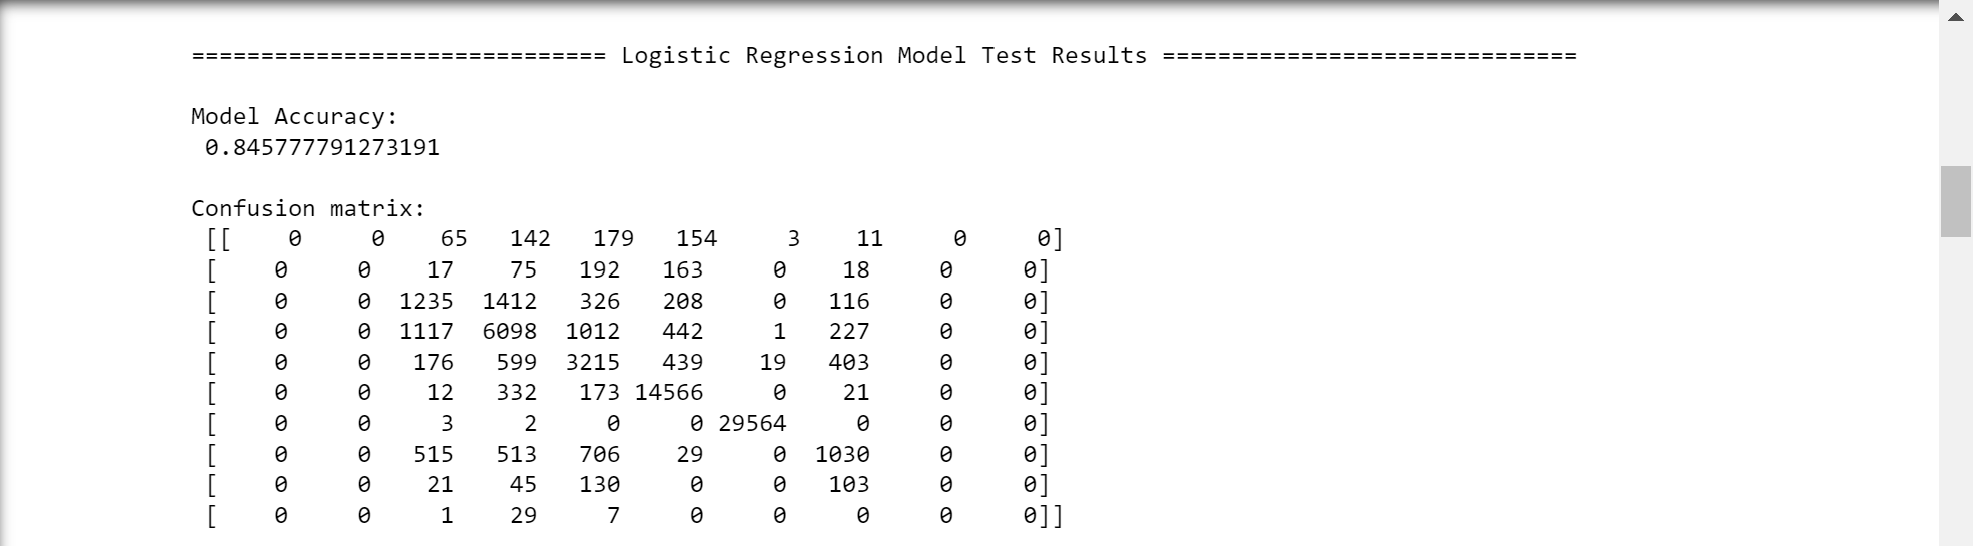 ============================== Logistic Regression Model Test Results ==============================
Model Accuracy:
0.845777791273191
Confusion matrix:
[[    0     0    65   142   179   154     3    11     0     0]
[    0     0    17    75   192   163     0    18     0     0]
[    0     0  1235  1412   326   208     0   116     0     0]
[    0     0  1117  6098  1012   442     1   227     0     0]
[    0     0   176   599  3215   439    19   403     0     0]
[    0     0    12   332   173 14566     0    21     0     0]
[    0     0     3     2     0     0 29564     0     0     0]
[    0     0   515   513   706    29     0  1030     0     0]
[    0     0    21    45   130     0     0   103     0     0]
[    0     0     1    29     7     0     0     0     0     0]]